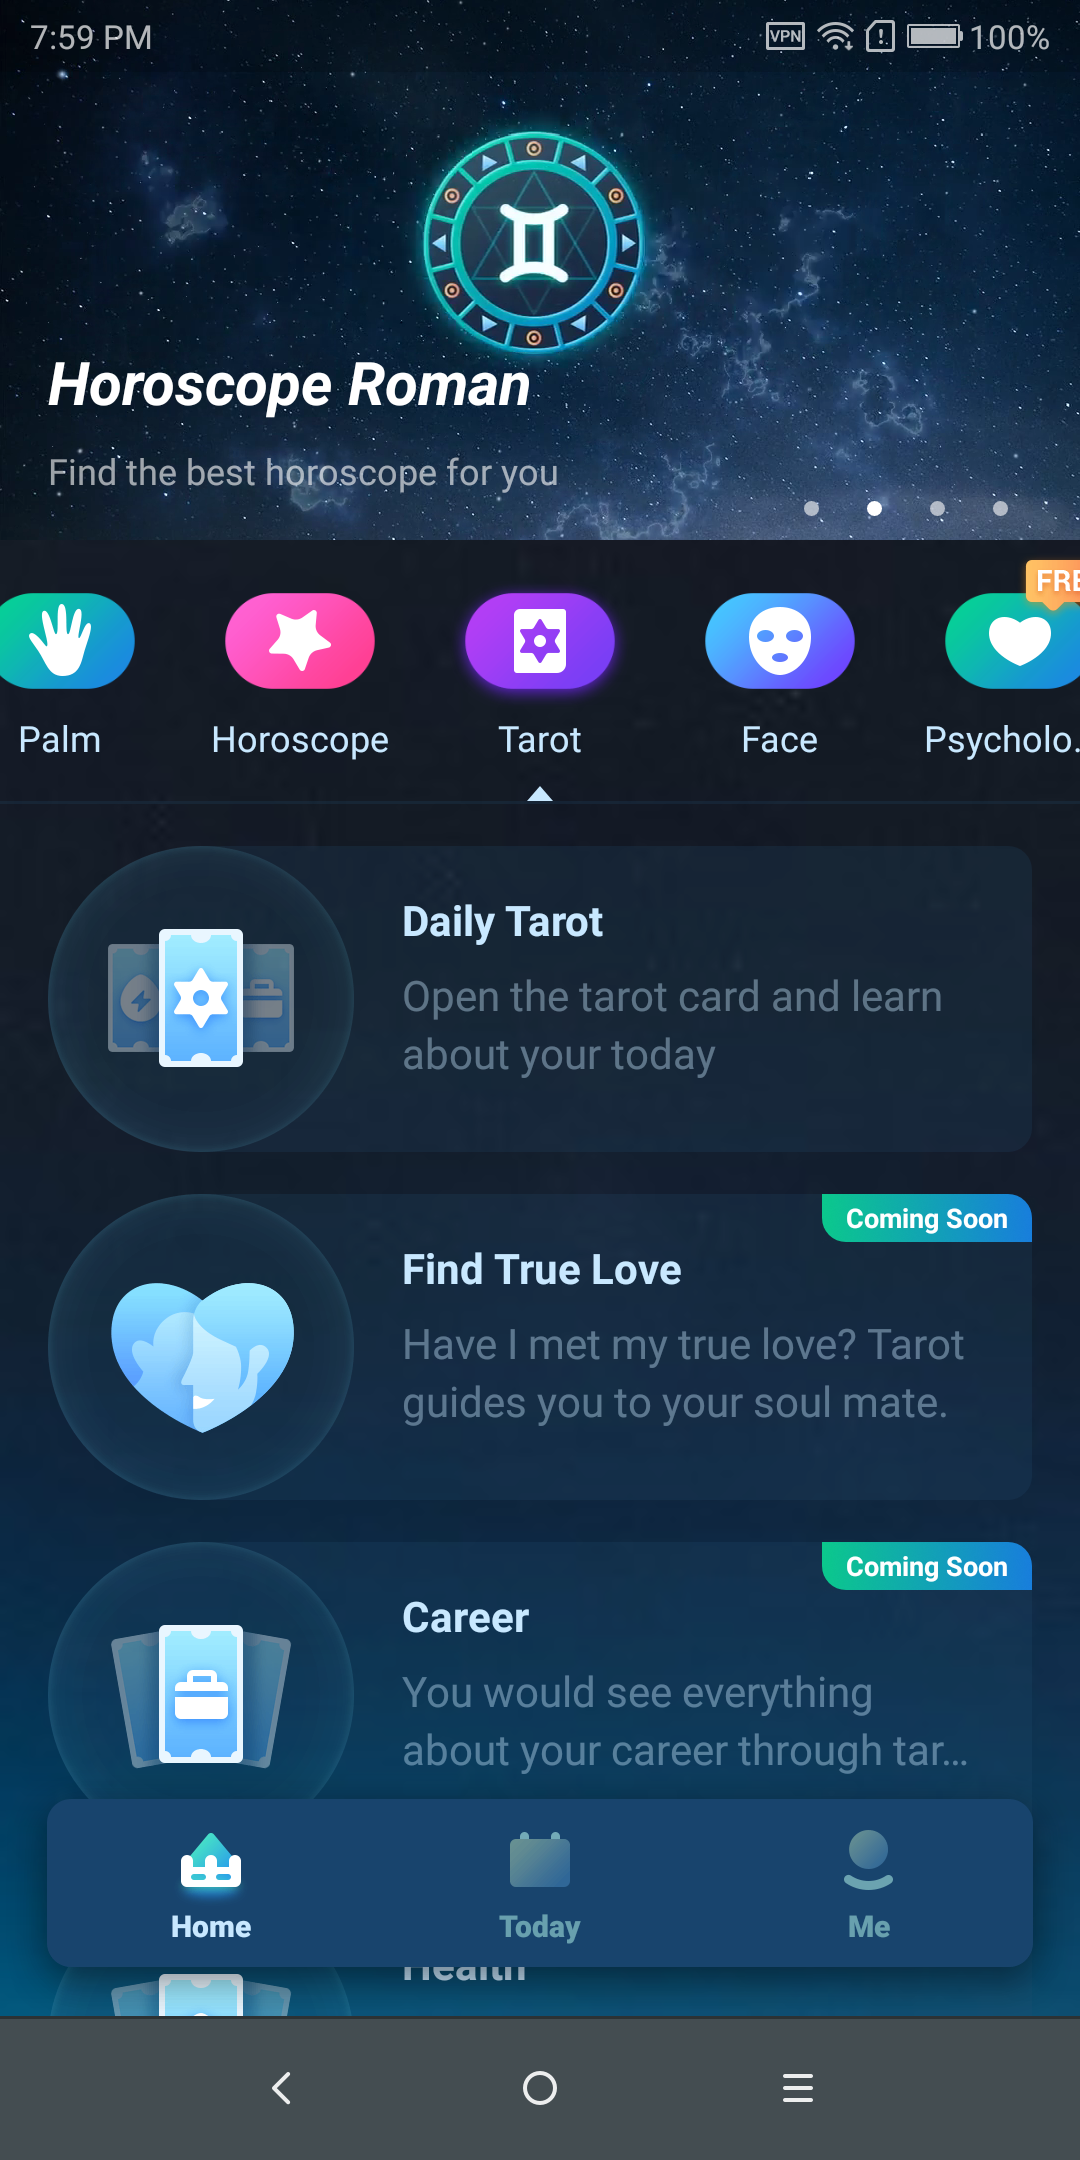 7:59 PM
VPN
100%
Horoscope Roman
Find the best horoscope for you
FRE
Palm
Horoscope
Tarot
Face
Psycholo.
Daily Tarot
Open the tarot card and learn
about your today
Coming Soon
Find True Love
Have I met my true love? Tarot
guides you to your soul mate.
Coming Soon
Career
You would see everything
about your career through tar...
Home
Today
Me
Health